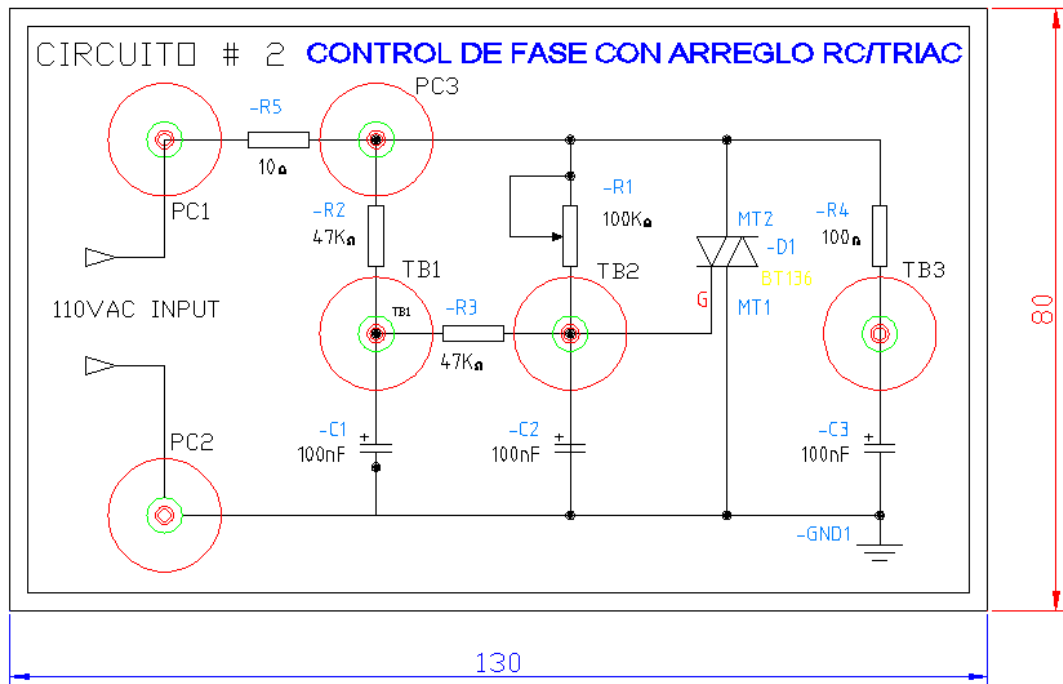 CIRCUITO # 2 CONTROL DE FASE CON ARREGLO RC/TRIAC
PC3
-R5
10Ω
PC1
-R2
47KΩ
-R1
100KΩ
MT2
-D1
BT136
MT1
G
-R4
100Ω
TB1
TB1
-R3
47KΩ
TB2
TB3
110VAC INPUT
PC2
-C1
+
100nF
-C2
+
100nF
-C3
+
100nF
-GND1
80
130